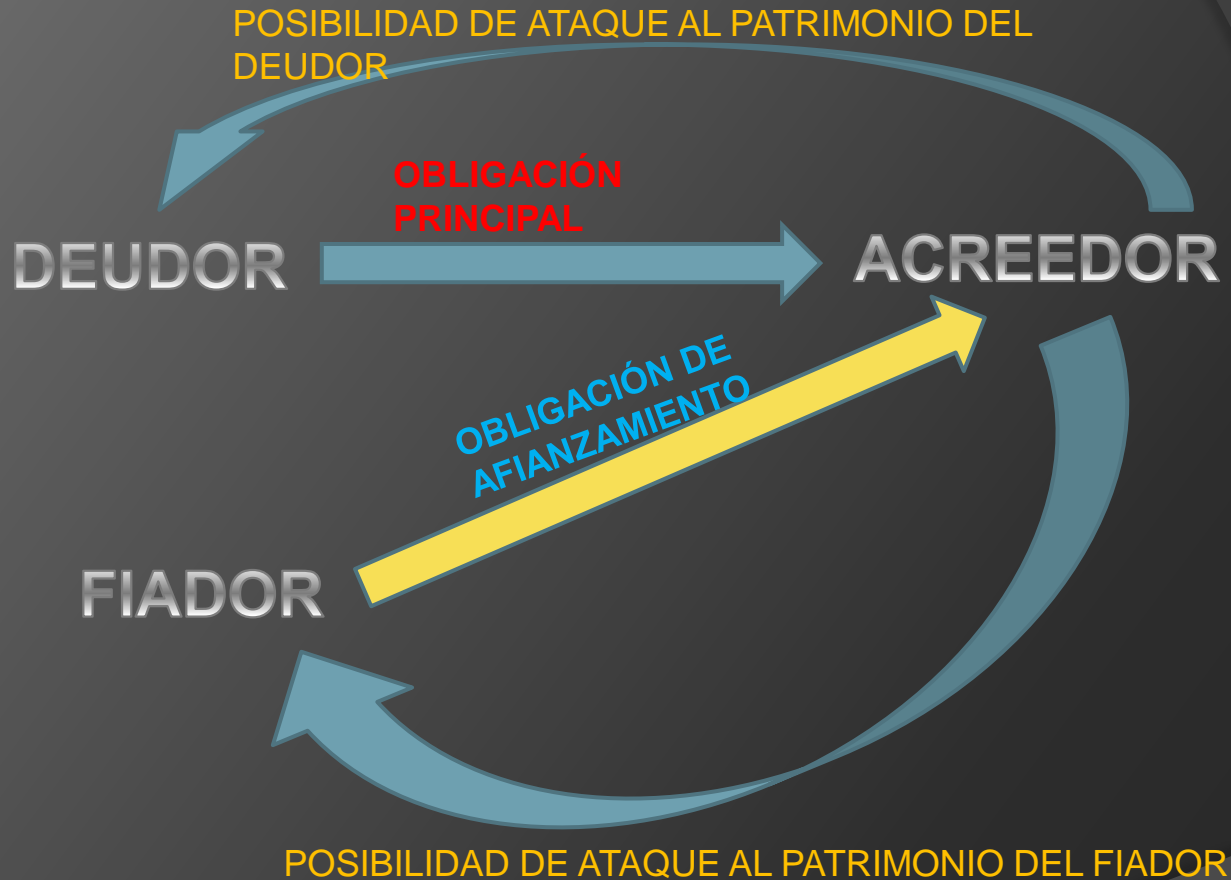 POSIBILIDAD DE ATAQUE AL PATRIMONIO DEL
DEUDOR
OBLIGACIÓN
PRINCIPAL
DEUDOR
ACREEDOR
OBLIGACIÓN DE
AFIANZAMIENTO
FIADOR
POSIBILIDAD DE ATAQUE AL PATRIMONIO DEL FIADOR